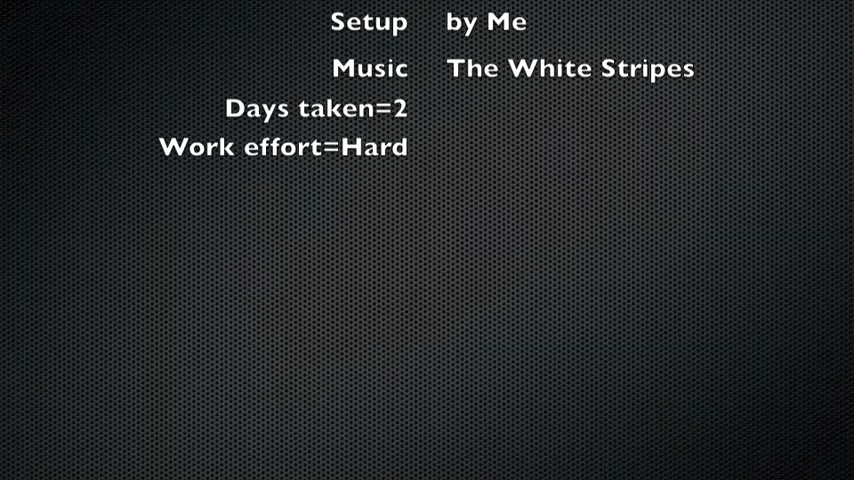 Setup by Me
Music The White Stripes
Days taken=2
Work effort=Hard